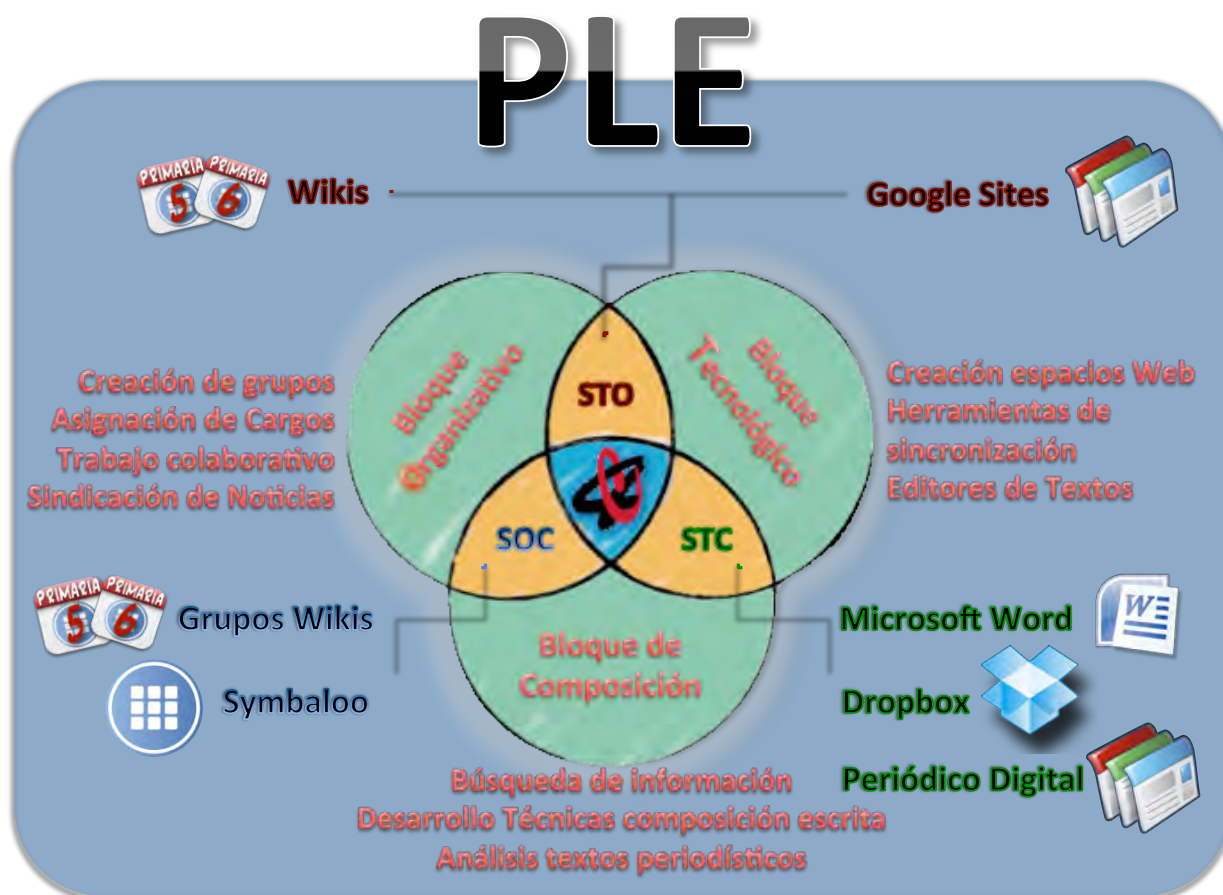 PLE
PRIMARIA PRIMARIA
5 6
Wikis
Google Sites
Bloque
Organizativo
Bloque
Tecnológico
STO
Creación de grupos
Asignación de Cargos
Trabajo colaborativo
Sindicación de Noticias
Creación espacios Web
Herramientas de
sincronización
Editores de Textos
SOC
STC
PRIMARIA PRIMARIA
5 6
Grupos Wikis
Symbaloo
Bloque de
Composición
Microsoft Word
W
Dropbox
Periódico Digital
Búsqueda de información
Desarrollo Técnicas composición escrita
Análisis textos periodísticos